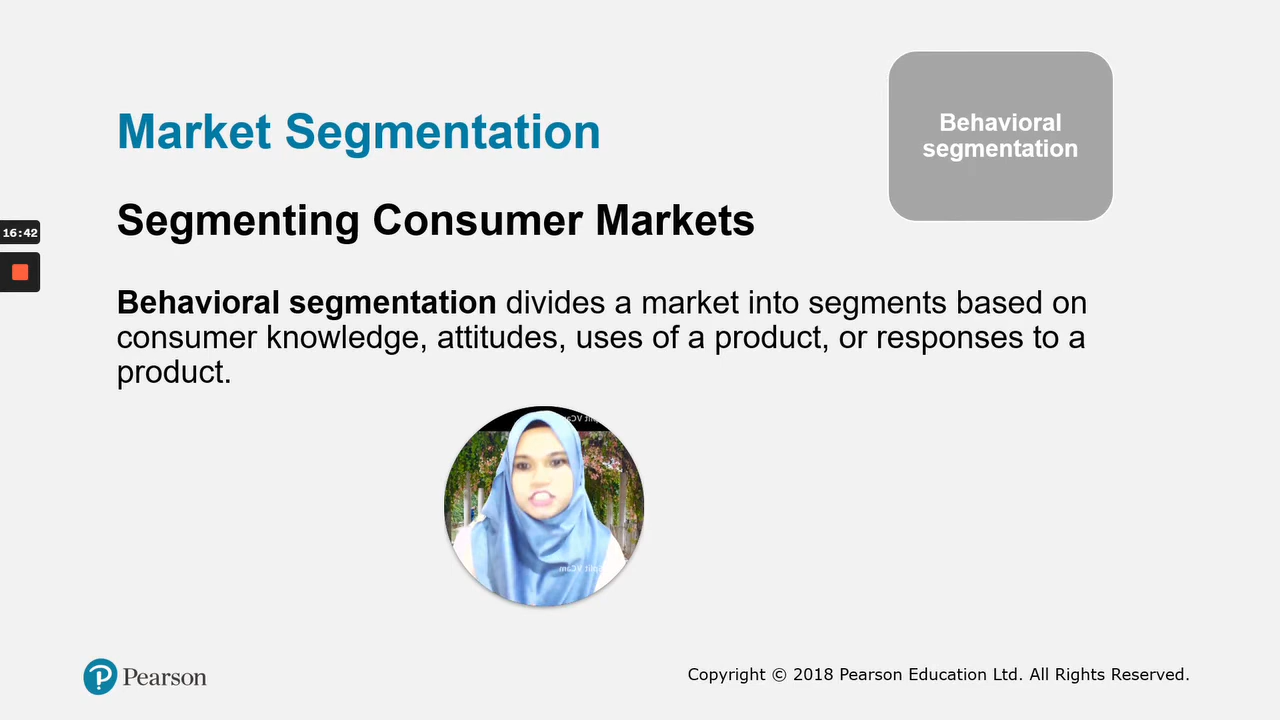 Behavioral
segmentation
Market Segmentation
Segmenting Consumer Markets
16:42
Behavioral segmentation divides a market into segments based on
consumer knowledge, attitudes, uses of a product, or responses to a
product.
Pearson
Copyright © 2018 Pearson Education Ltd. All Rights Reserved.